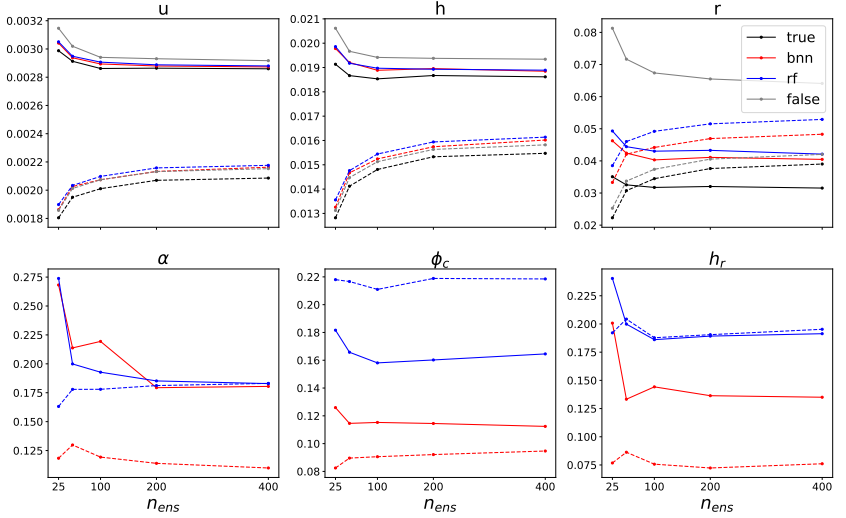 u
0.0032
0.0030
0.0028
0.0026
0.0024
0.0022
0.0020
0.0018
h
0.021
0.020
0.019
0.018
0.017
0.016
0.015
0.014
0.013
r
0.08
0.07
0.06
0.05
0.04
0.03
0.02
true
bnn
rf
false
α
0.275
0.250
0.225
0.200
0.175
0.150
0.125
25 100 200 400
n_ens
ϕ_c
0.22
0.20
0.18
0.16
0.14
0.12
0.10
0.08
25 100 200 400
n_ens
h_r
0.225
0.200
0.175
0.150
0.125
0.100
0.075
25 100 200 400
n_ens